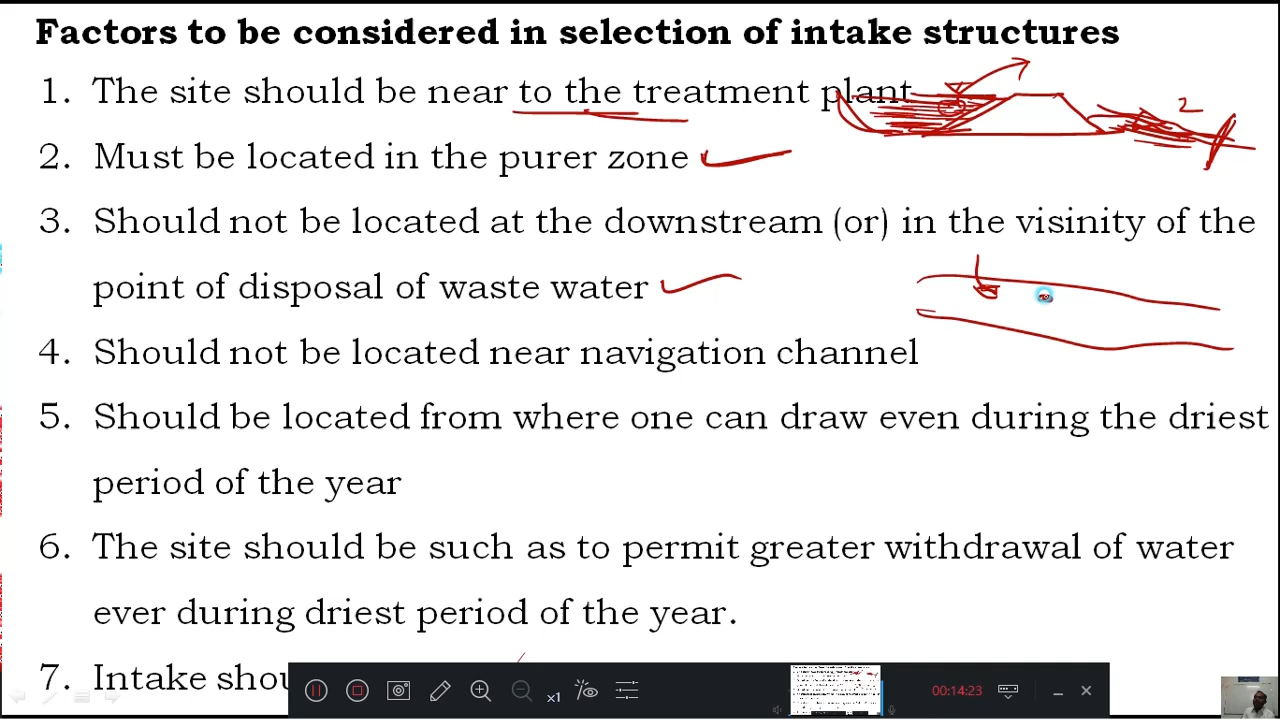 Factors to be considered in selection of intake structures
1. The site should be near to the treatment plant
2. Must be located in the purer zone
2
3. Should not be located at the downstream (or) in the visinity of the
point of disposal of waste water
4. Should not be located near navigation channel
5. Should be located from where one can draw even during the driest
period of the year
6. The site should be such as to permit greater withdrawal of water
ever during driest period of the year.
7. Intake shou
x1
00:14:23